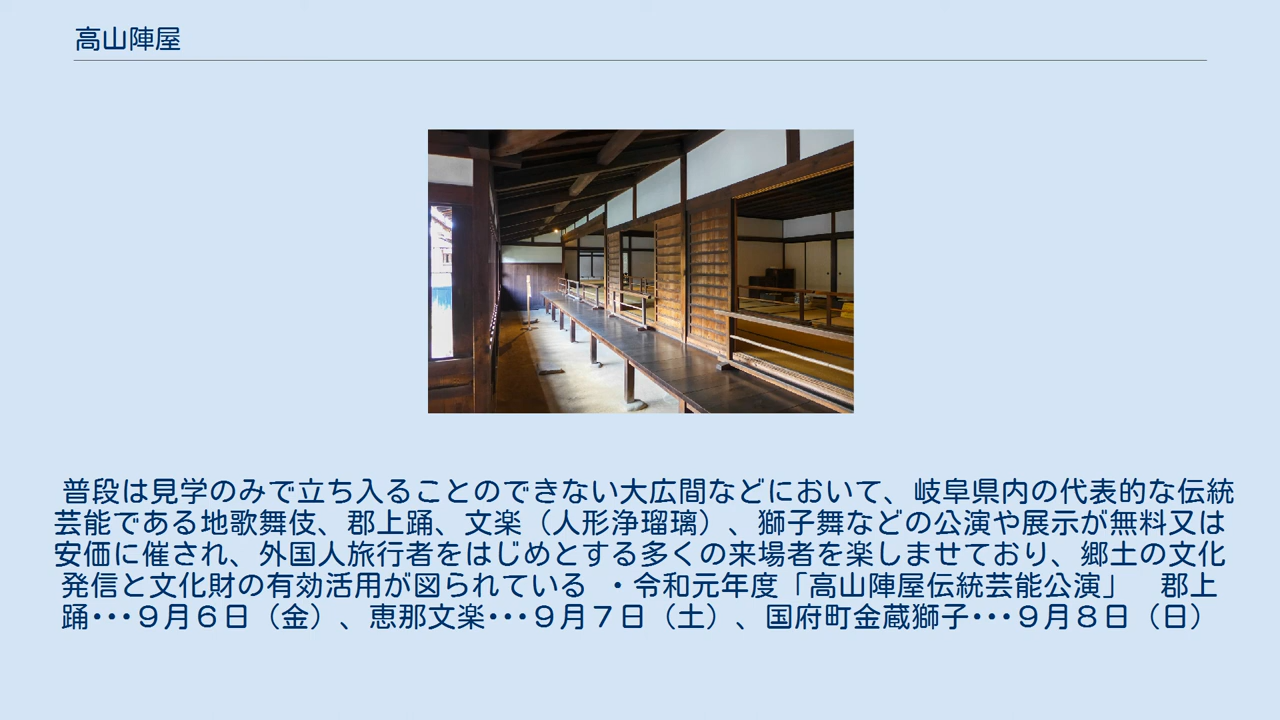 高山陣屋
普段は見学のみで立ち入ることのできない大広間などにおいて、岐阜県内の代表的な伝統
芸能である地歌舞伎、郡上踊、文楽（人形浄瑠璃）、獅子舞などの公演や展示が無料又は
安価に催され、外国人旅行者をはじめとする多くの来場者を楽しませており、郷土の文化
発信と文化財の有効活用が図られている　・令和元年度「高山陣屋伝統芸能公演」　郡上
踊･･･９月６日（金）、恵那文楽･･･９月７日（土）、国府町金蔵獅子･･･９月８日（日）